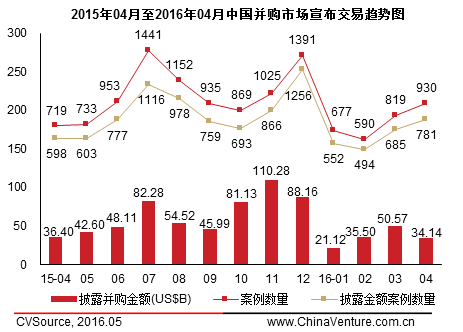 2015年04月至2016年04月中国并购市场宣布交易趋势图
300
250
200
150
100
50
0
719 733 953 1441 1152 935 869 1025 1391 677 590 819 930
598 603 777 1116 978 759 693 866 1256 552 494 685 781
36.40 42.60 48.11 82.28 54.52 45.99 81.13 110.28 88.16 21.12 35.50 50.57 34.14
15-04 05 06 07 08 09 10 11 12 16-01 02 03 04
披露并购金额(US$B) 案例数量 披露金额案例数量
CVSource, 2016.05 www.ChinaVenture.com.cn